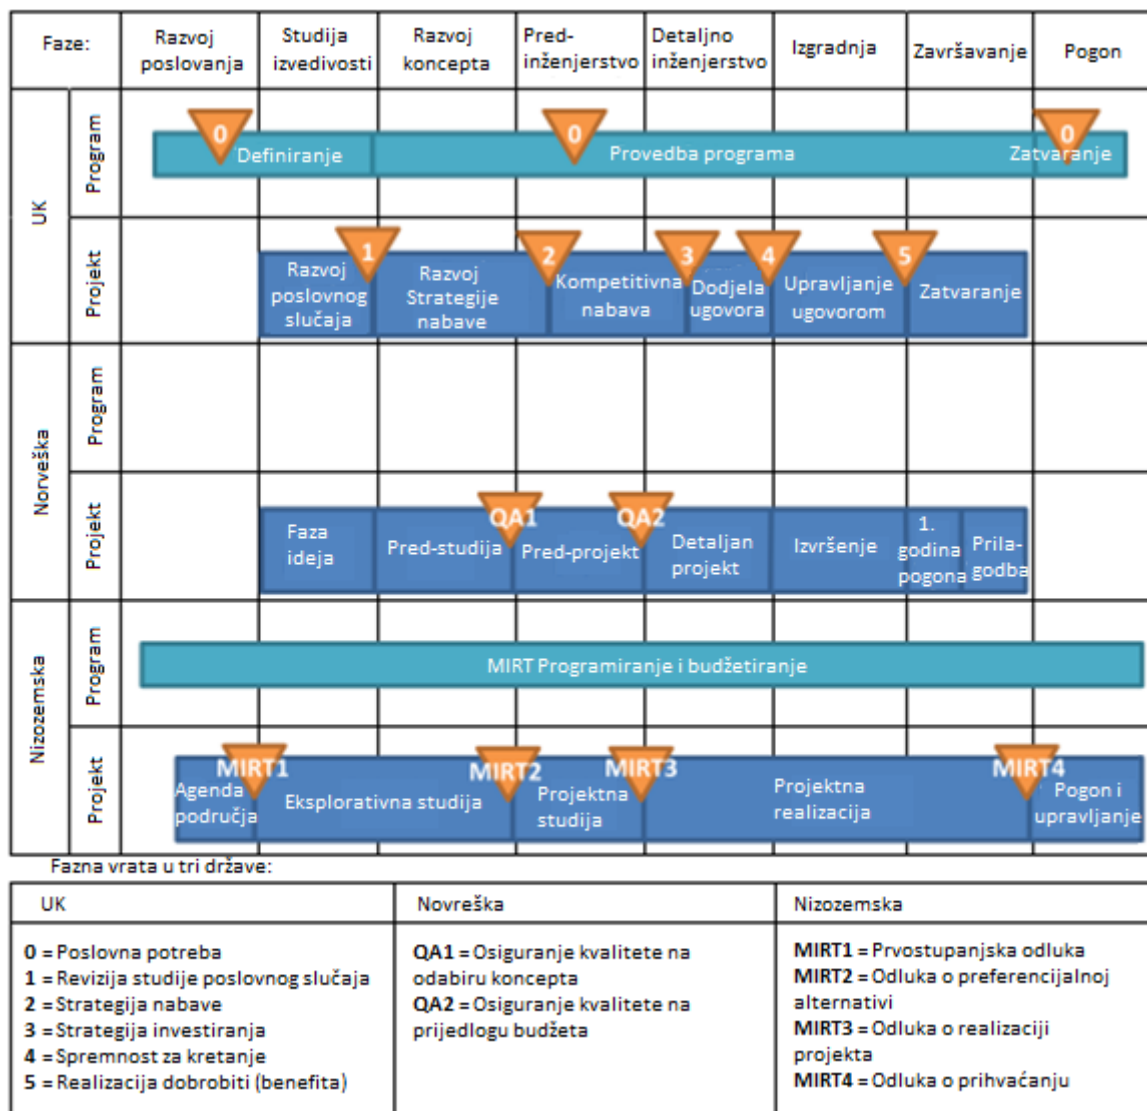 Faze:
Razvoj
poslovanja
Studija
izvedivosti
Razvoj
koncepta
Pred-
inženjerstvo
Detaljno
inženjerstvo
Izgradnja
Završavanje
Pogon
UK
Program
0
0
0
Definiranje
Provedba programa
Zatvaranje
Projekt
1
2
3
4
5
Razvoj
poslovnog
slučaja
Razvoj
Strategije
nabave
Kompetitivna
nabava
Dodjela
ugovora
Upravljanje
ugovorom
Zatvaranje
Norveška
Program
Projekt
QA1
QA2
Faza
ideja
Pred-studija
Pred-projekt
Detaljan
projekt
Izvršenje
1.
godina
pogona
Prila-
godba
Nizozemska
Program
MIRT Programiranje i budžetiranje
Projekt
MIRT1
MIRT2
MIRT3
MIRT4
Agenda
područja
Eksplorativna studija
Projektna
studija
Projektna
realizacija
Pogon i
upravljanje
Fazna vrata u tri države:
UK
0 = Poslovna potreba
1 = Revizija studije poslovnog slučaja
2 = Strategija nabave
3 = Strategija investiranja
4 = Spremnost za kretanje
5 = Realizacija dobrobiti (benefita)
Novreška
QA1 = Osiguranje kvalitete na
odabiru koncepta
QA2 = Osiguranje kvalitete na
prijedlogu budžeta
Nizozemska
MIRT1 = Prvostupanjska odluka
MIRT2 = Odluka o preferencijalnoj
alternativi
MIRT3 = Odluka o realizaciji
projekta
MIRT4 = Odluka o prihvaćanju